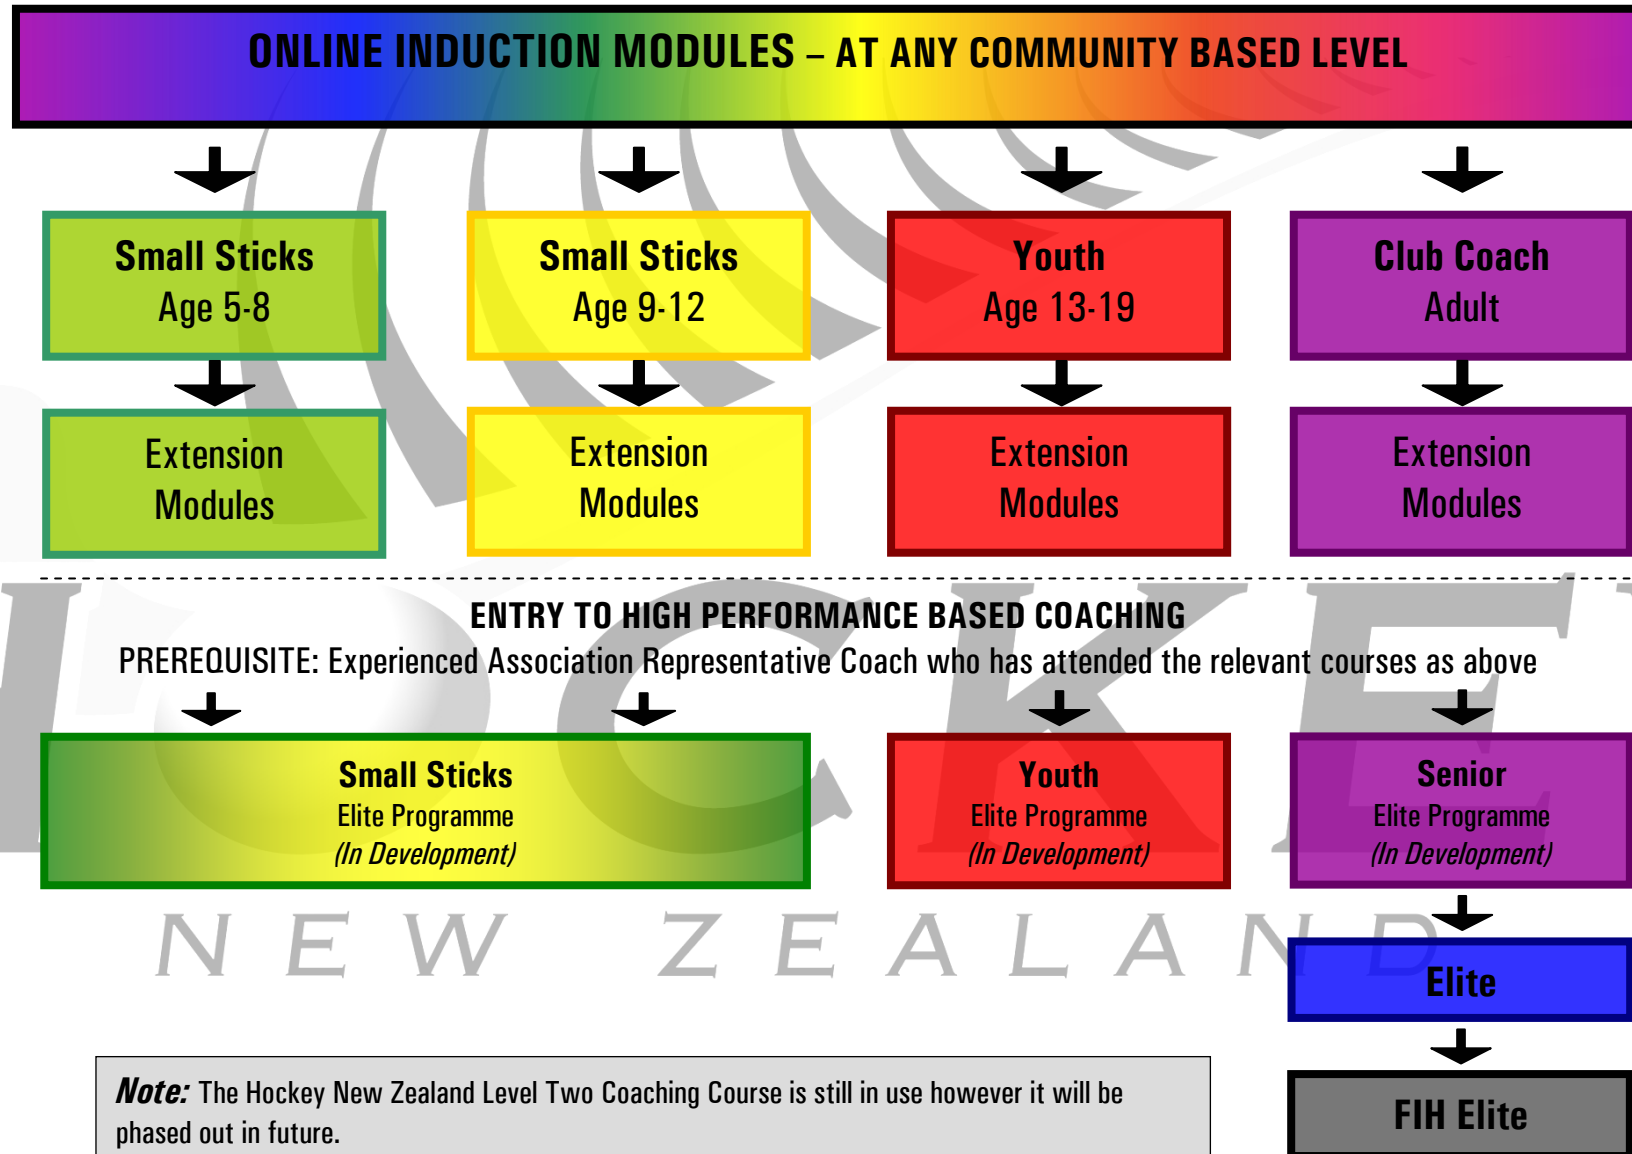 ONLINE INDUCTION MODULES – AT ANY COMMUNITY BASED LEVEL
Small Sticks
Age 5-8
Small Sticks
Age 9-12
Youth
Age 13-19
Club Coach
Adult
Extension
Modules
Extension
Modules
Extension
Modules
Extension
Modules
ENTRY TO HIGH PERFORMANCE BASED COACHING
PREREQUISITE: Experienced Association Representative Coach who has attended the relevant courses as above
Small Sticks
Elite Programme
(In Development)
Youth
Elite Programme
(In Development)
Senior
Elite Programme
(In Development)
HOCKEY
NEW ZEALAND
Elite
FIH Elite
Note: The Hockey New Zealand Level Two Coaching Course is still in use however it will be
phased out in future.